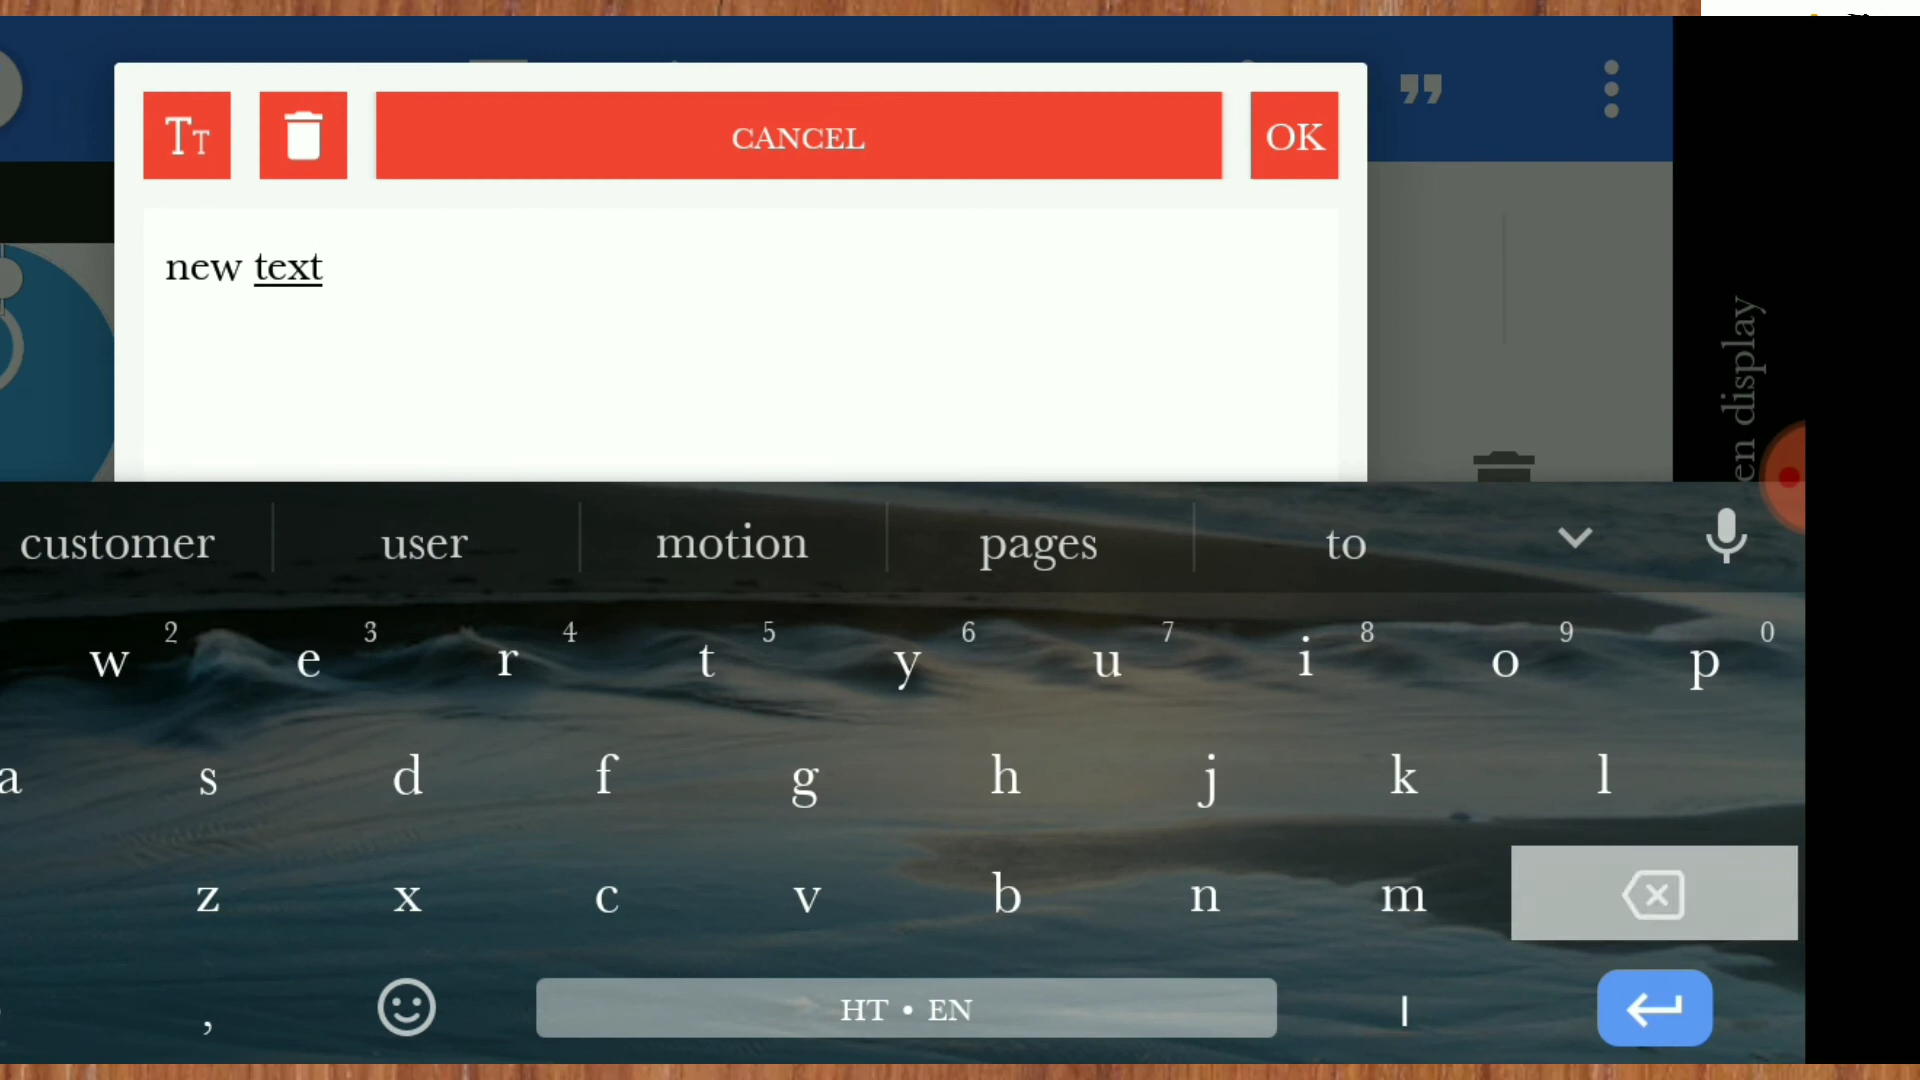 TT
CANCEL
OK
new text
en display
customer user motion pages to
2 3 4 5 6 7 8 9 0
w e r t y u i o p
a s d f g h j k l
z x c v b n m
, HT • EN |